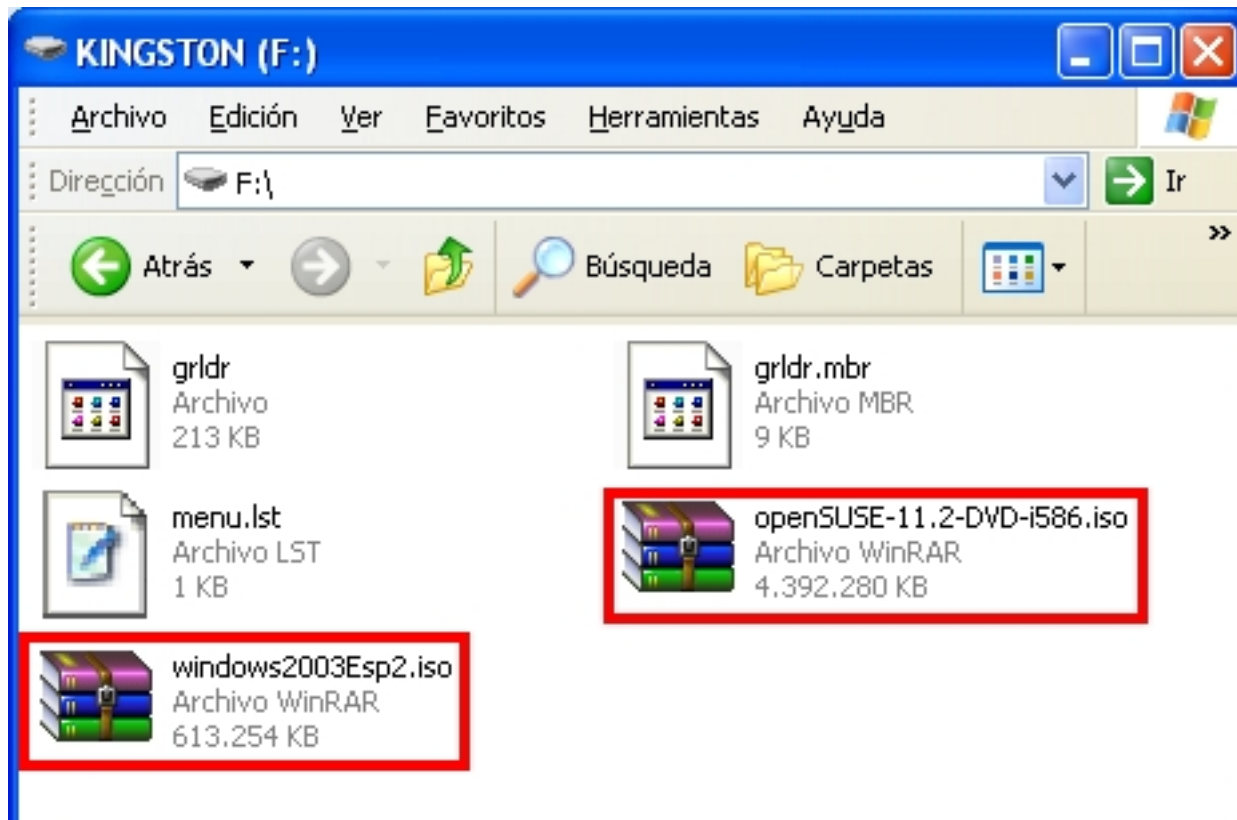 KINGSTON (F:)
Archivo Edición Ver Favoritos Herramientas Ayuda
Dirección F:\ Ir
Atrás Búsqueda Carpetas »
grldr
Archivo
213 KB
grldr.mbr
Archivo MBR
9 KB
menu.lst
Archivo LST
1 KB
openSUSE-11.2-DVD-i586.iso
Archivo WinRAR
4.392.280 KB
windows2003Esp2.iso
Archivo WinRAR
613.254 KB